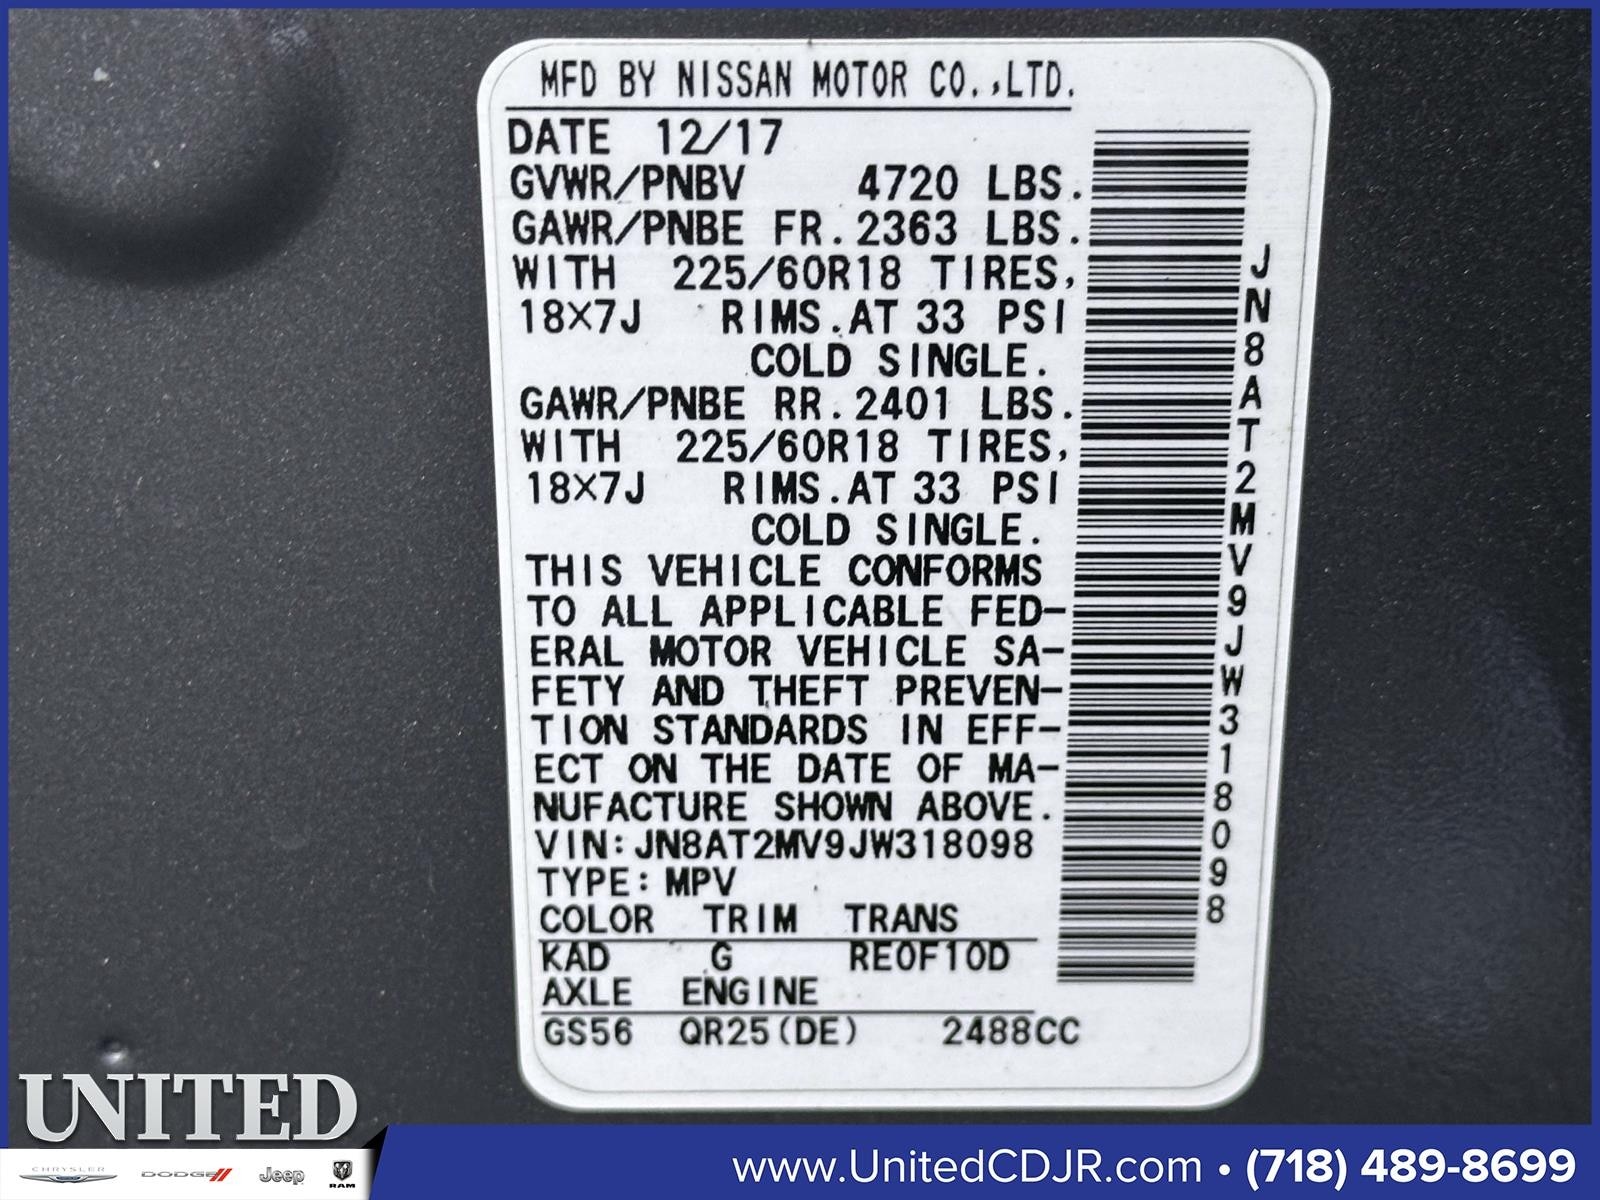 MFD BY NISSAN MOTOR CO.,LTD.
DATE 12/17
GVWR/PNBV 4720 LBS.
GAWR/PNBE FR.2363 LBS.
WITH 225/60R18 TIRES,
18×7J RIMS.AT 33 PSI
COLD SINGLE.
GAWR/PNBE RR.2401 LBS.
WITH 225/60R18 TIRES,
18×7J RIMS.AT 33 PSI
COLD SINGLE.
THIS VEHICLE CONFORMS
TO ALL APPLICABLE FED-
ERAL MOTOR VEHICLE SA-
FETY AND THEFT PREVEN-
TION STANDARDS IN EFF-
ECT ON THE DATE OF MA-
NUFACTURE SHOWN ABOVE.
VIN:JN8AT2MV9JW318098
TYPE:MPV
COLOR TRIM TRANS
KAD G RE0F10D
AXLE ENGINE
GS56 QR25(DE) 2488CC
JN8AT2MV9JW318098
UNITED
CHRYSLER DODGE Jeep RAM
www.UnitedCDJR.com • (718) 489-8699